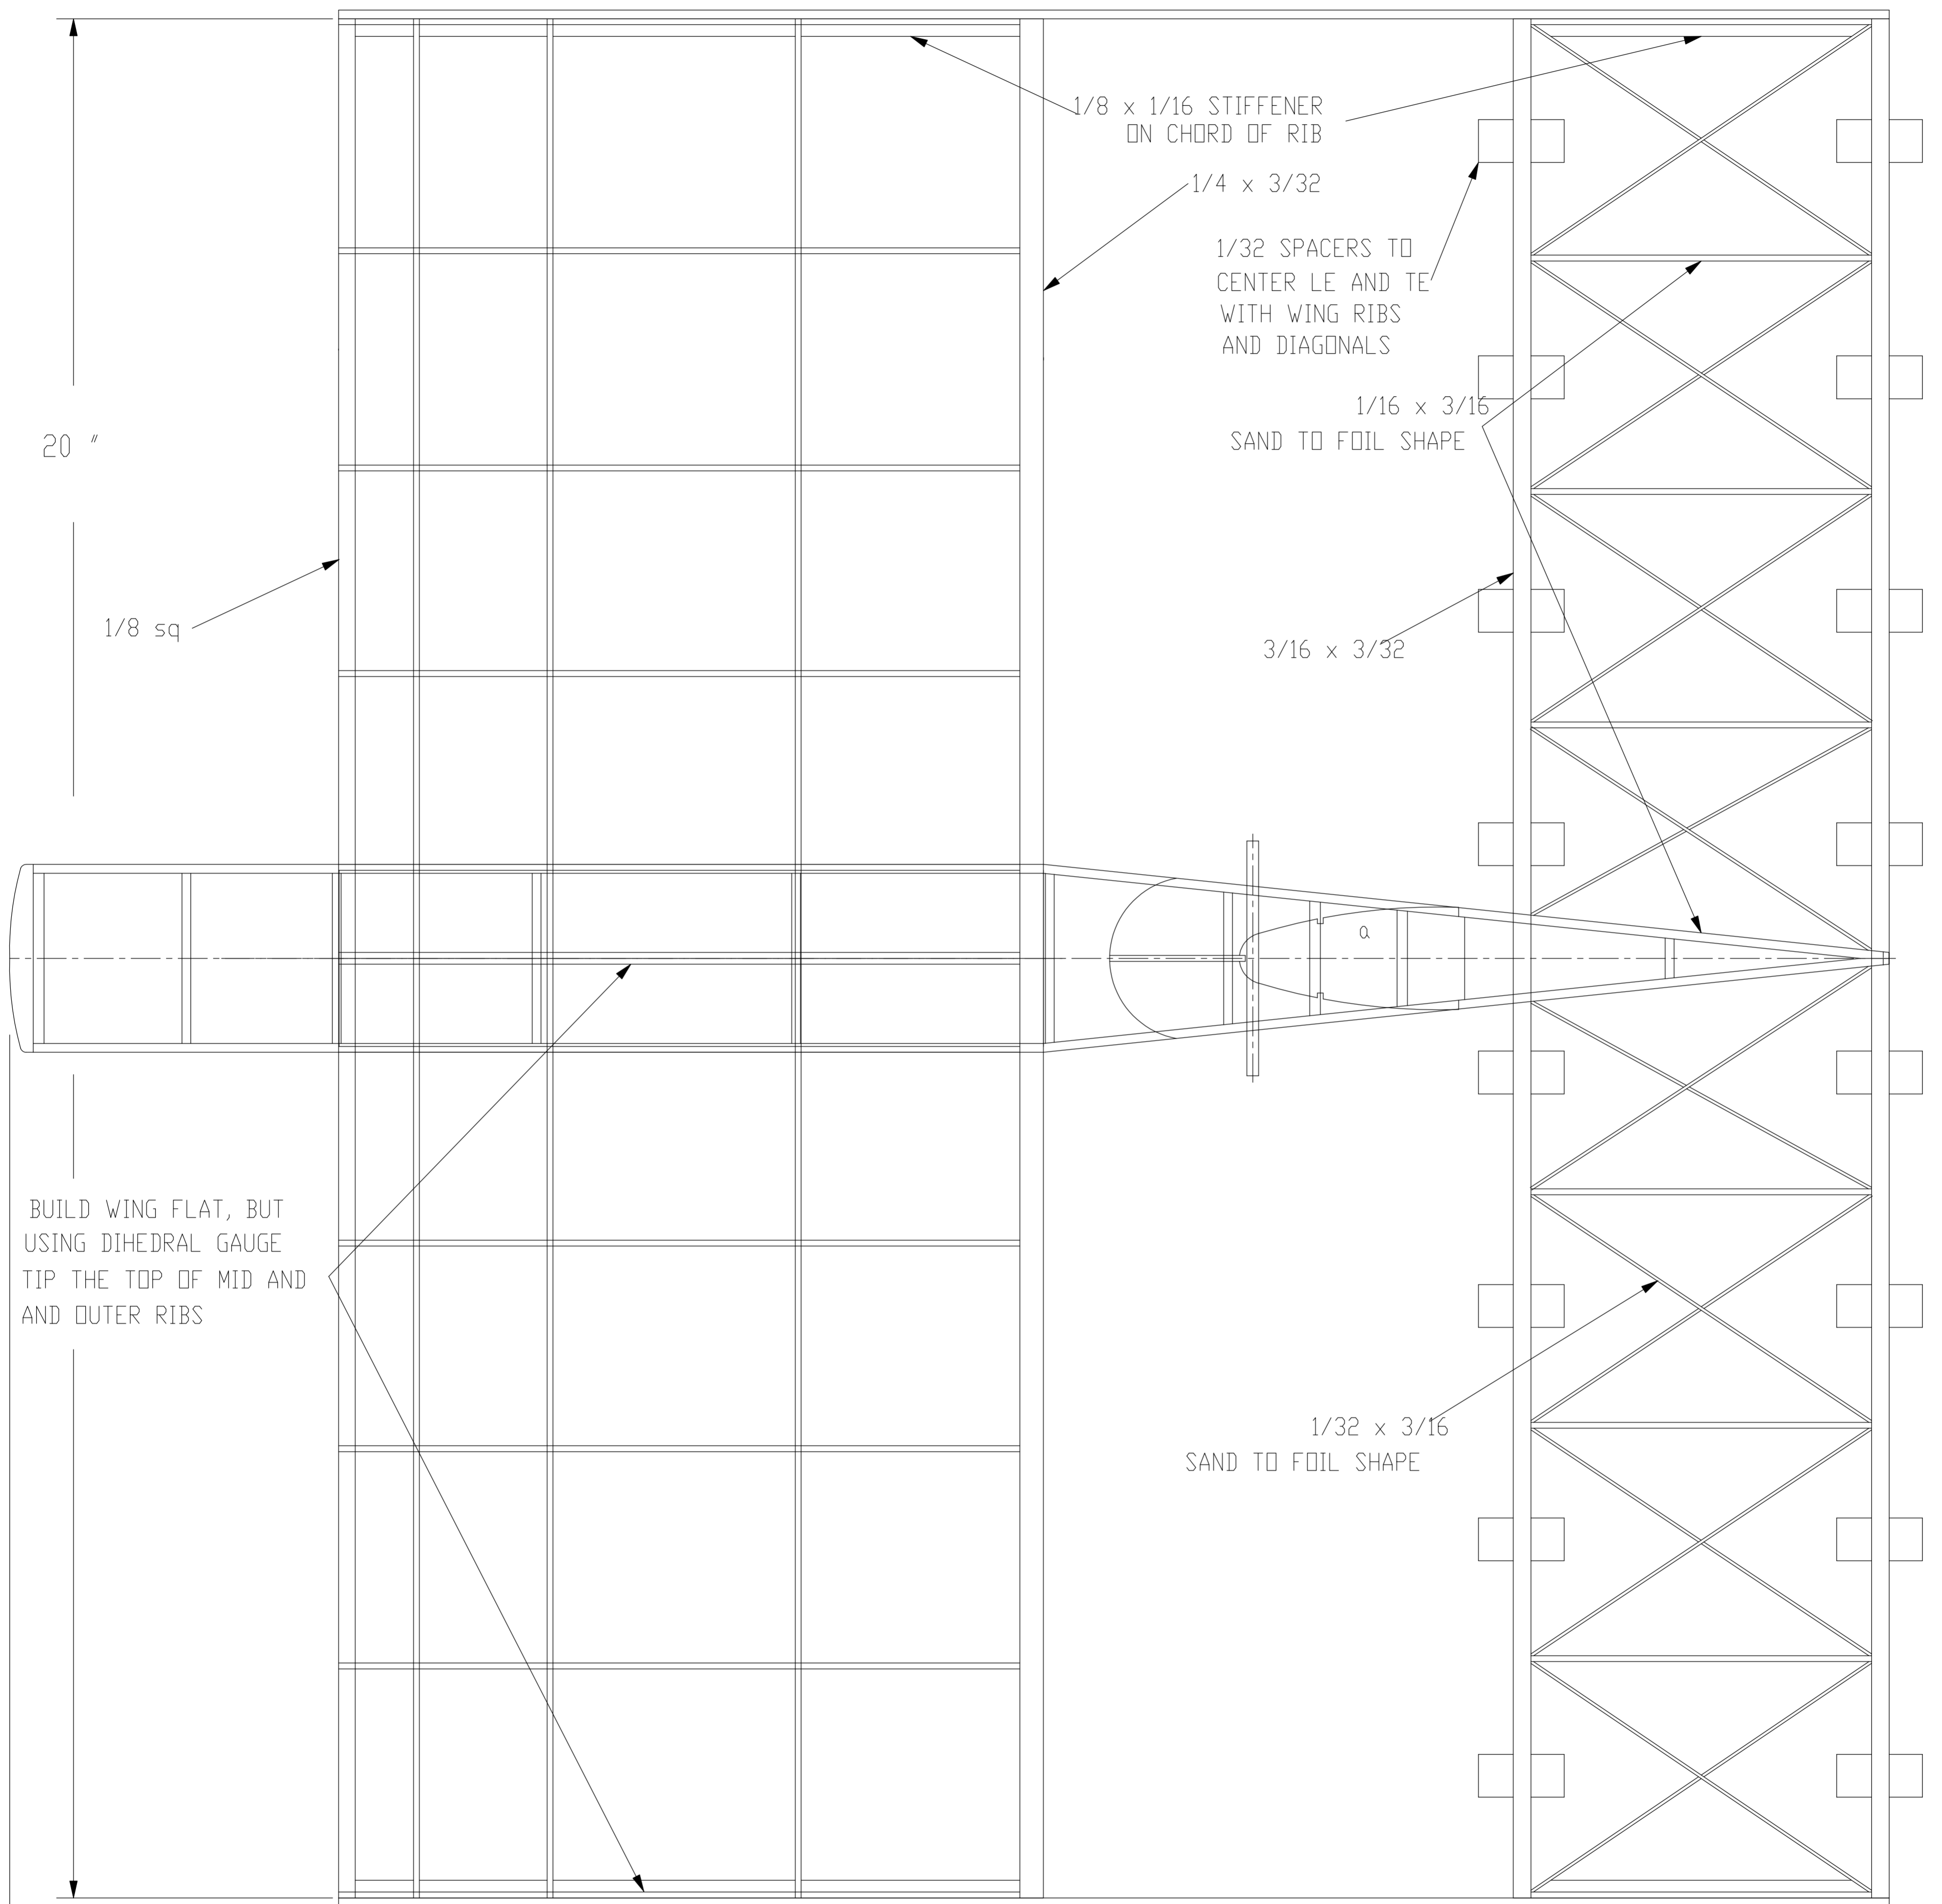 1/8 x 1/16 STIFFENER
ON CHORD OF RIB
1/4 x 3/32
1/32 SPACERS TO
CENTER LE AND TE
WITH WING RIBS
AND DIAGONALS
1/16 x 3/16
SAND TO FOIL SHAPE
20 "
1/8 sq
3/16 x 3/32
a
BUILD WING FLAT, BUT
USING DIHEDRAL GAUGE
TIP THE TOP OF MID AND
AND OUTER RIBS
1/32 x 3/16
SAND TO FOIL SHAPE